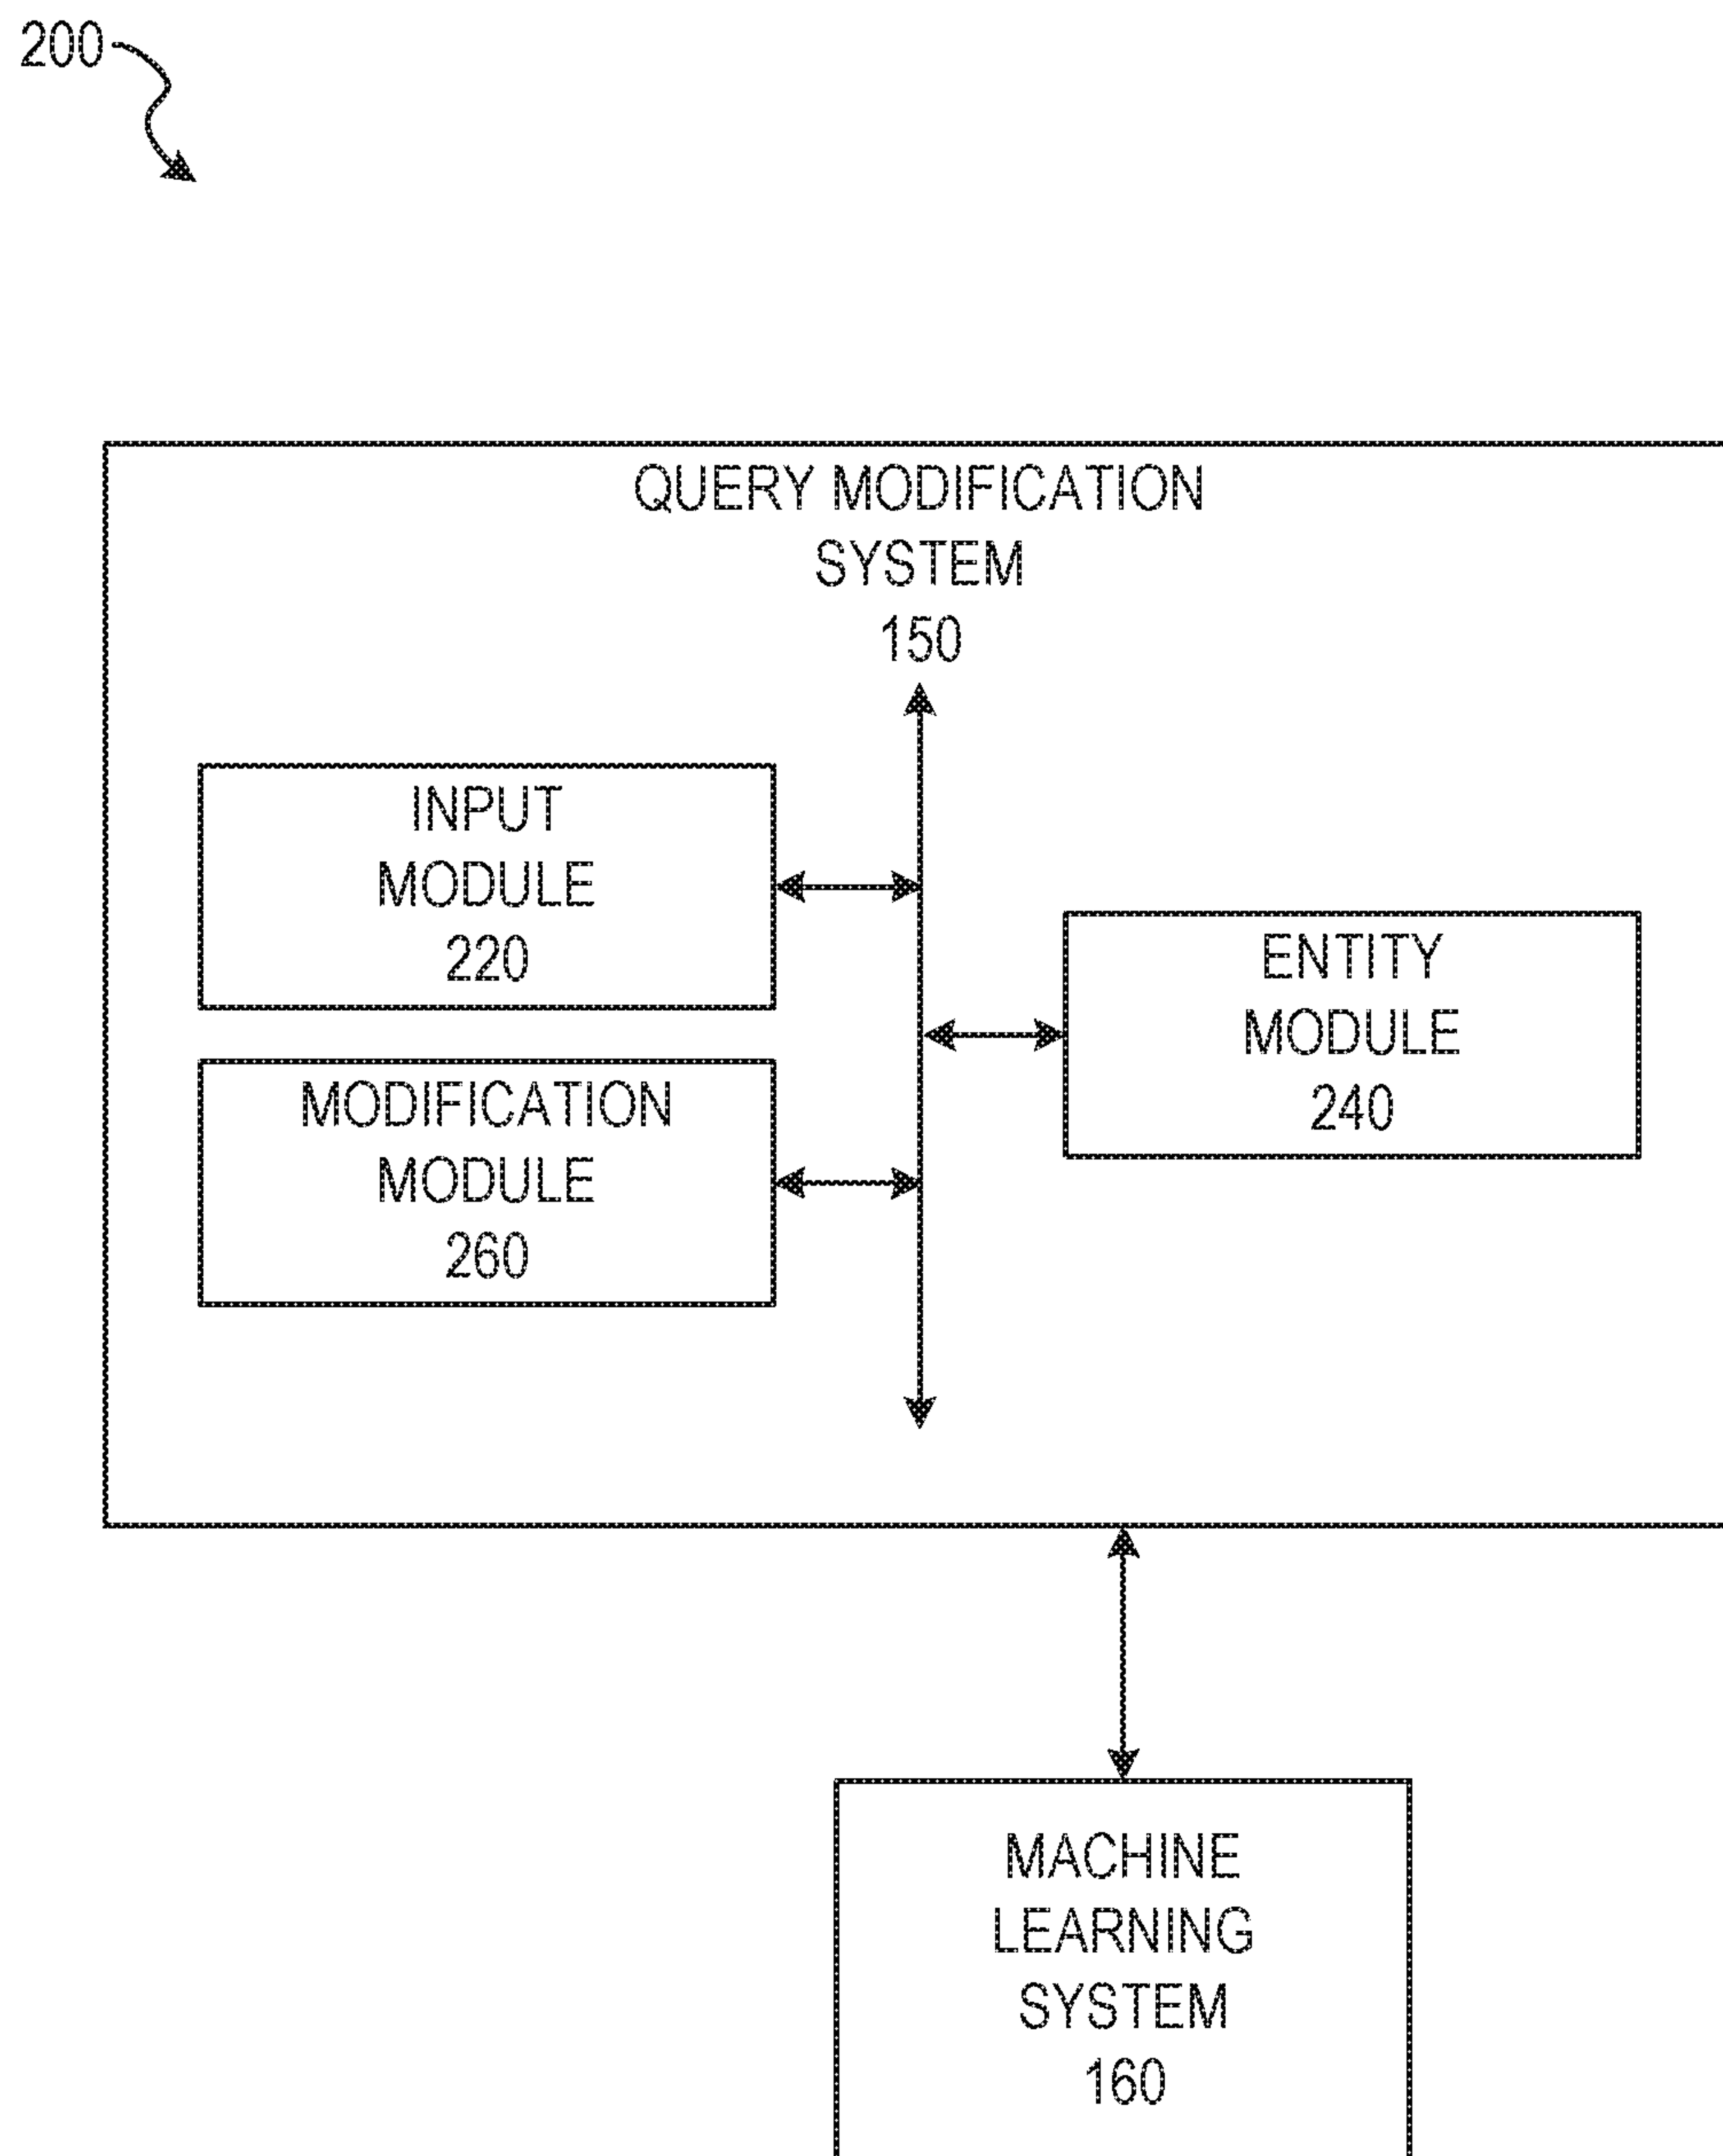 200
QUERY MODIFICATION
SYSTEM
150
INPUT
MODULE
220
ENTITY
MODULE
240
MODIFICATION
MODULE
260
MACHINE
LEARNING
SYSTEM
160